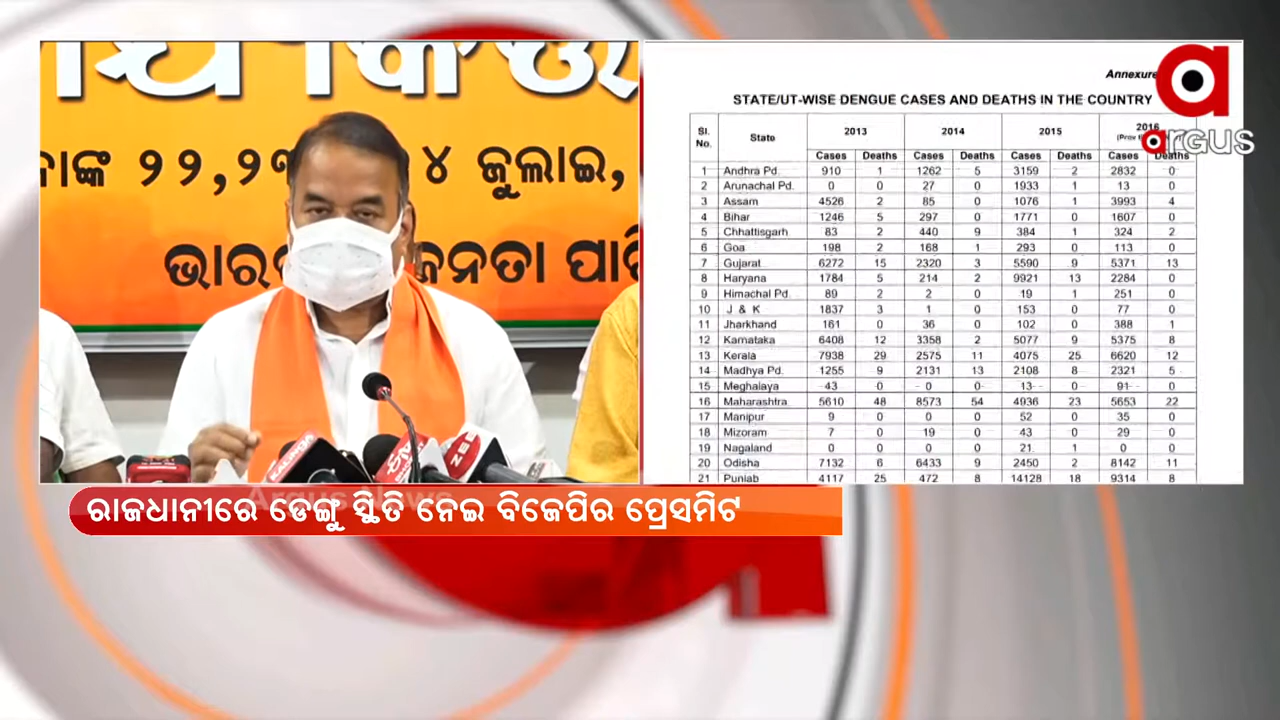 ନାଙ୍କ ୨୨,୨୩ ୪ ଜୁଲାଇ,
ଭାରତ ଜନତା ପାର୍ଟି
KALINGA
ZEE
Annexure
STATE/UT-WISE DENGUE CASES AND DEATHS IN THE COUNTRY
Sl. No. State 2013 2014 2015 2016
Cases Deaths Cases Deaths Cases Deaths Cases Deaths
1 Andhra Pd. 910 1 1262 5 3159 2 2832 0
2 Arunachal Pd. 0 0 27 0 1933 1 13 0
3 Assam 4526 2 85 0 1076 1 3993 4
4 Bihar 1246 5 297 0 1771 0 1607 0
5 Chhattisgarh 83 2 440 9 384 1 324 2
6 Goa 198 2 168 1 293 0 113 0
7 Gujarat 6272 15 2320 3 5590 9 5371 13
8 Haryana 1784 5 214 2 9921 13 2284 0
9 Himachal Pd. 89 2 2 0 19 1 251 0
10 J & K 1837 3 1 0 153 0 77 0
11 Jharkhand 161 0 36 0 102 0 388 1
12 Karnataka 6408 12 3358 2 5077 9 5375 8
13 Kerala 7938 29 2575 11 4075 25 6620 12
14 Madhya Pd. 1255 9 2131 13 2108 8 2321 5
15 Meghalaya 43 0 0 0 13 0 91 0
16 Maharashtra 5610 48 8573 54 4936 23 5653 22
17 Manipur 9 0 0 0 52 0 35 0
18 Mizoram 7 0 19 0 43 0 29 0
19 Nagaland 0 0 0 0 21 1 0 0
20 Odisha 7132 6 6433 9 2450 2 8142 11
21 Punjab 4117 25 472 8 14128 18 9314 8
argus
Argus News
ରାଜଧାନୀରେ ଡେଙ୍ଗୁ ସ୍ଥିତି ନେଇ ବିଜେପିର ପ୍ରେସମିଟ